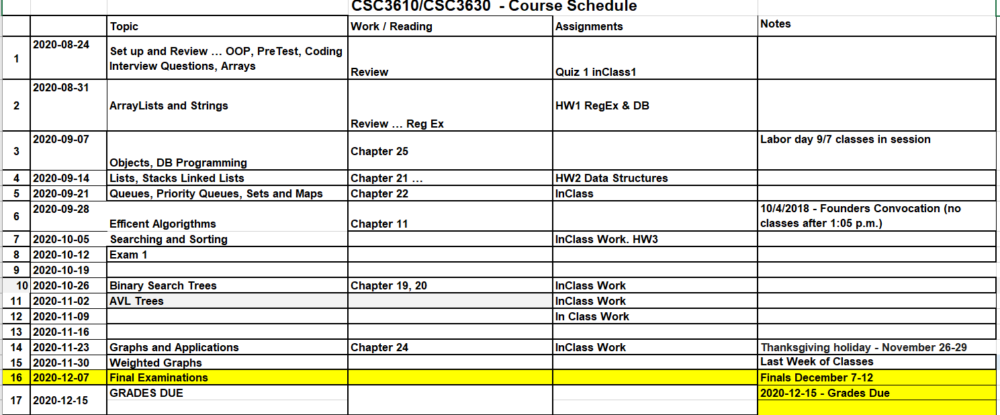 CSC3610/CSC3630 - Course Schedule
Topic Work / Reading Assignments Notes
1 2020-08-24 Set up and Review … OOP, PreTest, Coding
Interview Questions, Arrays Review Quiz 1 inClass1
2 2020-08-31 ArrayLists and Strings Review … Reg Ex HW1 RegEx & DB
3 2020-09-07 Objects, DB Programming Chapter 25 Labor day 9/7 classes in session
4 2020-09-14 Lists, Stacks Linked Lists Chapter 21 … HW2 Data Structures
5 2020-09-21 Queues, Priority Queues, Sets and Maps Chapter 22 InClass
6 2020-09-28 Efficent Algorigthms Chapter 11 10/4/2018 - Founders Convocation (no
classes after 1:05 p.m.)
7 2020-10-05 Searching and Sorting InClass Work. HW3
8 2020-10-12 Exam 1
9 2020-10-19
10 2020-10-26 Binary Search Trees Chapter 19, 20 InClass Work
11 2020-11-02 AVL Trees InClass Work
12 2020-11-09 In Class Work
13 2020-11-16
14 2020-11-23 Graphs and Applications Chapter 24 InClass Work Thanksgiving holiday - November 26-29
15 2020-11-30 Weighted Graphs Last Week of Classes
16 2020-12-07 Final Examinations Finals December 7-12
17 2020-12-15 GRADES DUE 2020-12-15 - Grades Due